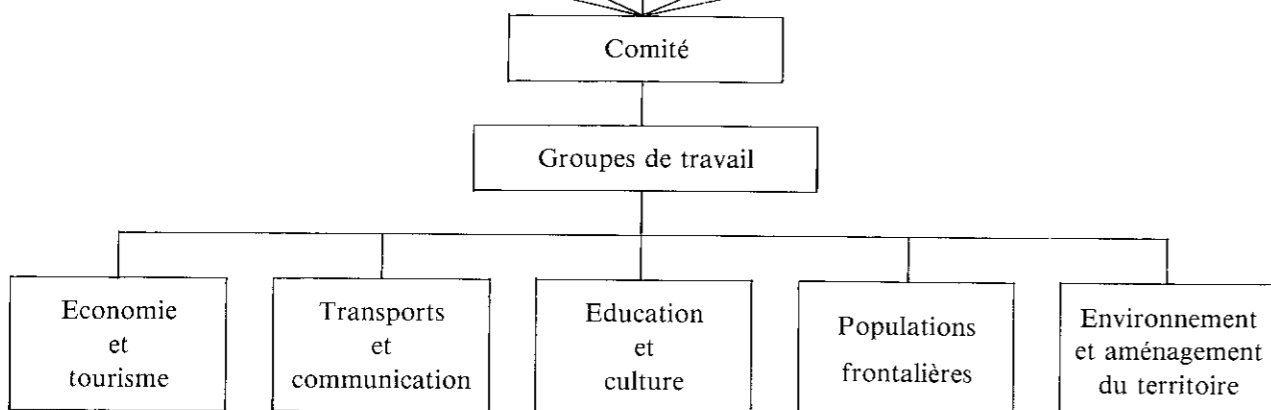 Comité
Groupes de travail
Economie
et
tourisme
Transports
et
communication
Education
et
culture
Populations
frontalières
Environnement
et aménagement
du territoire